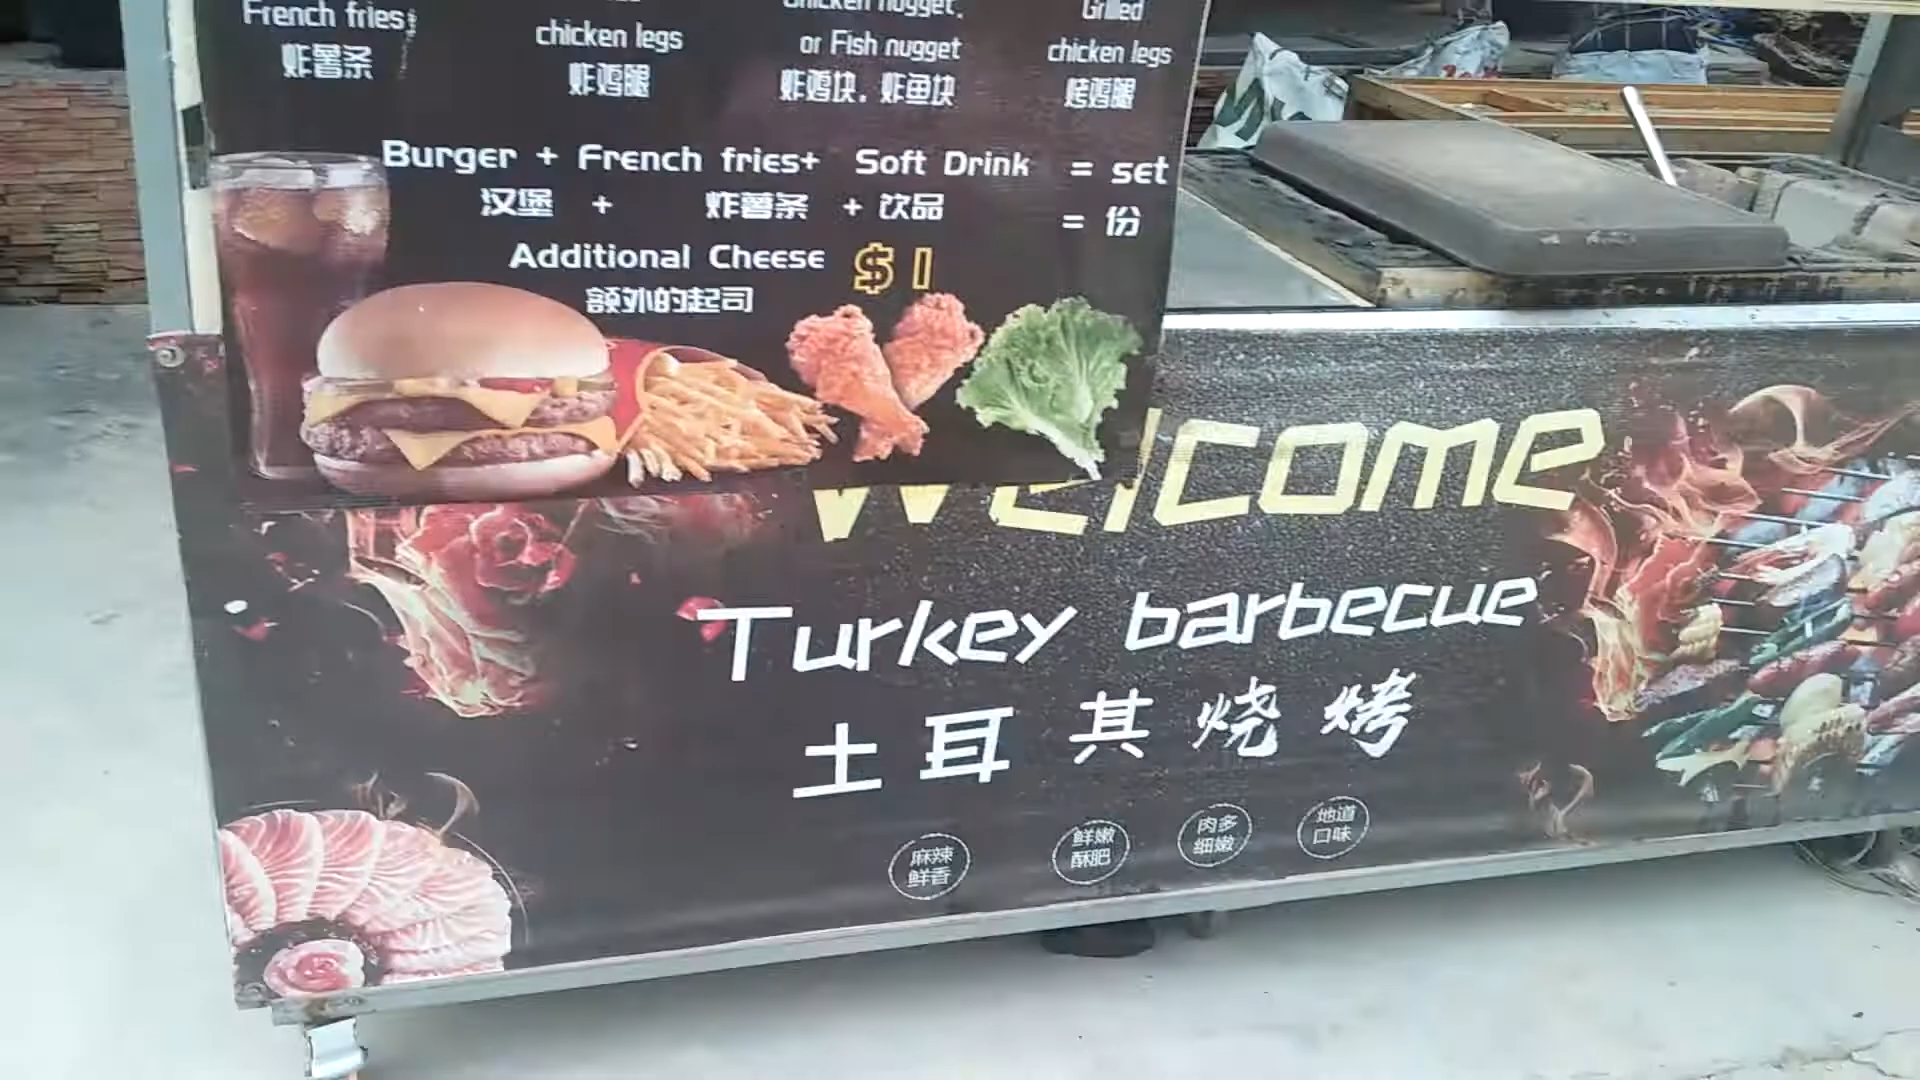 French fries
炸薯条
chicken legs
炸鸡腿
Chicken nugget,
or Fish nugget
炸鸡块，炸鱼块
Grilled
chicken legs
烤鸡腿
Burger + French fries+ Soft Drink = set
汉堡 + 炸薯条 + 饮品 = 份
Additional Cheese $1
额外的起司
Welcome
Turkey barbecue
土耳其烧烤
麻辣
鲜香
鲜嫩
酥肥
肉多
细嫩
地道
口味